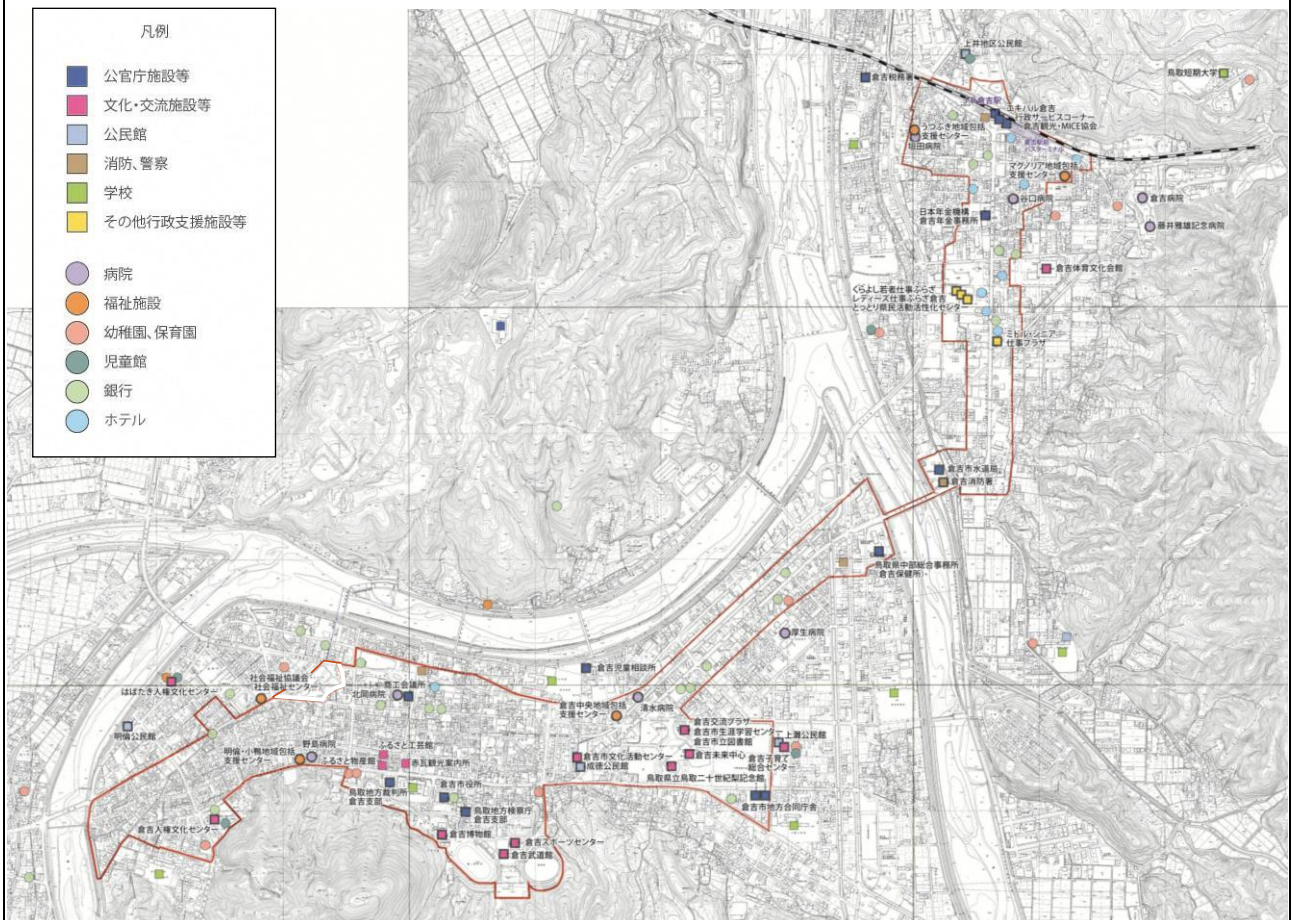 凡例
公官庁施設等
文化・交流施設等
公民館
消防、警察
学校
その他行政支援施設等
病院
福祉施設
幼稚園、保育園
児童館
銀行
ホテル
上井地区公民館
倉吉税務署
鳥取短期大学
エキパル倉吉
行政サービスコーナー
倉吉観光・MICE協会
うつぶき地域包括
支援センター
垣田病院
マグノリア地域包括
支援センター
谷口病院
倉吉病院
藤井雅雄記念病院
日本年金機構
倉吉年金事務所
倉吉体育文化会館
くらよし若者仕事ぷらざ
レディーズ仕事ぷらざ倉吉
とっとり県民活動活性化センター
ミドル・シニア
仕事プラザ
倉吉市水道局
倉吉消防署
鳥取県中部総合事務所
(倉吉保健所)
厚生病院
倉吉児童相談所
社会福祉協議会
社会福祉センター
商工会議所
北岡病院
はばたき人権文化センター
倉吉中央地域包括
支援センター
清水病院
明倫公民館
倉吉交流プラザ
倉吉市生涯学習センター
倉吉市立図書館
上灘公民館
倉吉未来中心
倉吉子育て
総合センター
明倫・小鴨地域包括
支援センター
野島病院
ふるさと工芸館
ふるさと物産館
赤瓦観光案内所
倉吉市文化活動センター
成徳公民館
鳥取県立鳥取二十世紀梨記念館
鳥取地方裁判所
倉吉支部
倉吉市役所
鳥取地方検察庁
倉吉支部
倉吉市地方合同庁舎
倉吉人権文化センター
倉吉博物館
倉吉スポーツセンター
倉吉武道館